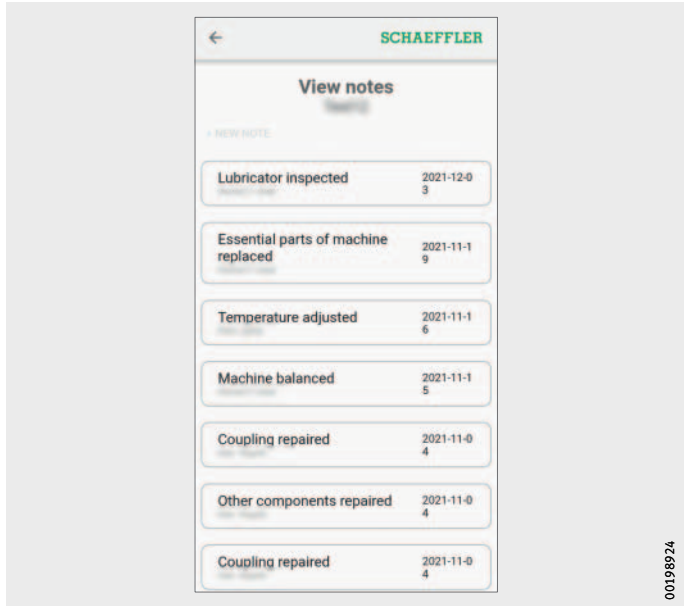 SCHAEFFLER
View notes
+ NEW NOTE
Lubricator inspected
2021-12-0
3
Essential parts of machine
replaced
2021-11-1
9
Temperature adjusted
2021-11-1
6
Machine balanced
2021-11-1
5
Coupling repaired
2021-11-0
4
Other components repaired
2021-11-0
4
Coupling repaired
2021-11-0
4
00198924